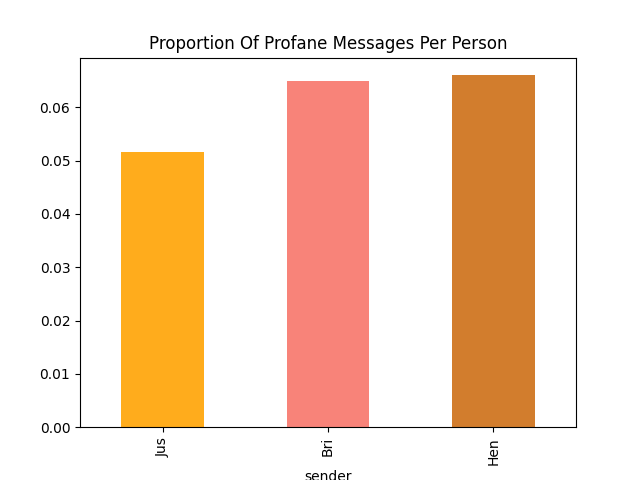 Proportion Of Profane Messages Per Person
0.06
0.05
0.04
0.03
0.02
0.01
0.00
Jus
Bri
Hen
sender